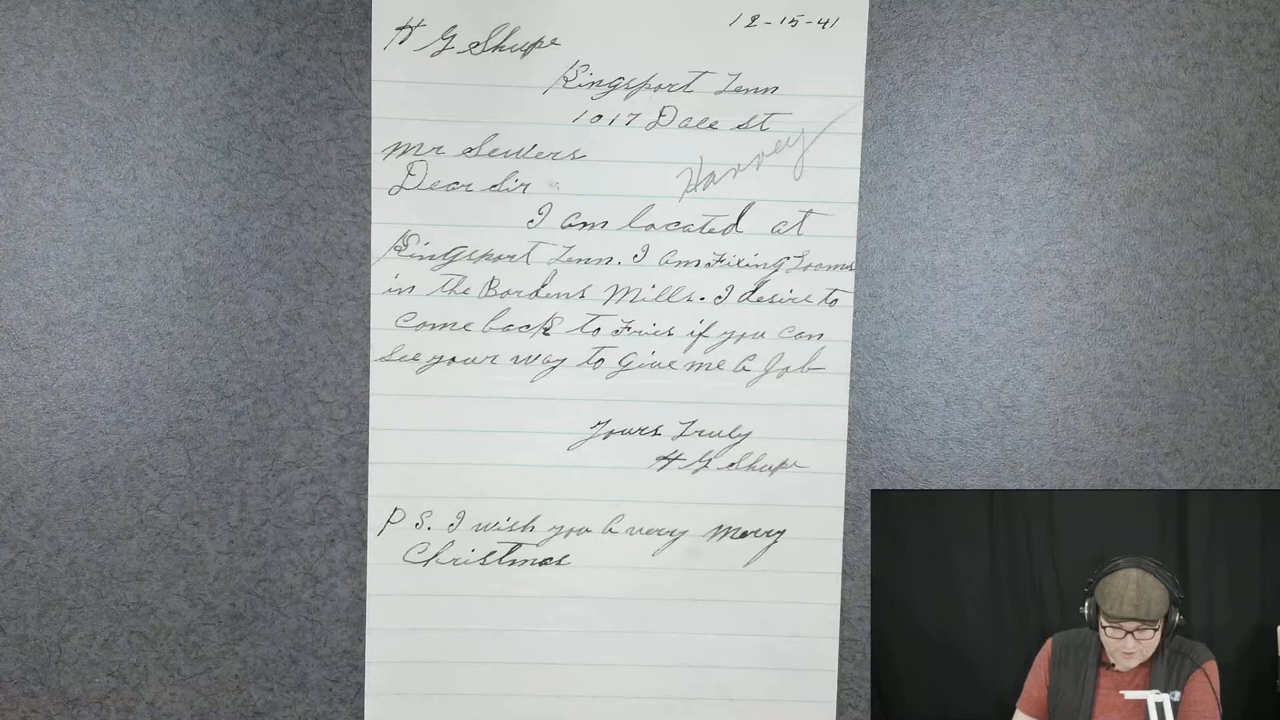 12-15-41
H G Shupe
Kingsport Tenn
1017 Dale St
Mr Sewers
Harvey
Dear Sir
I am located at
Kingsport Tenn. I am Fixing Looms
in the Bordens Mills. I desire to
come back to Fries if you can
see your way to Give me a Job
Yours Truly
H G Shupe
P S. I wish you a very merry
Christmas